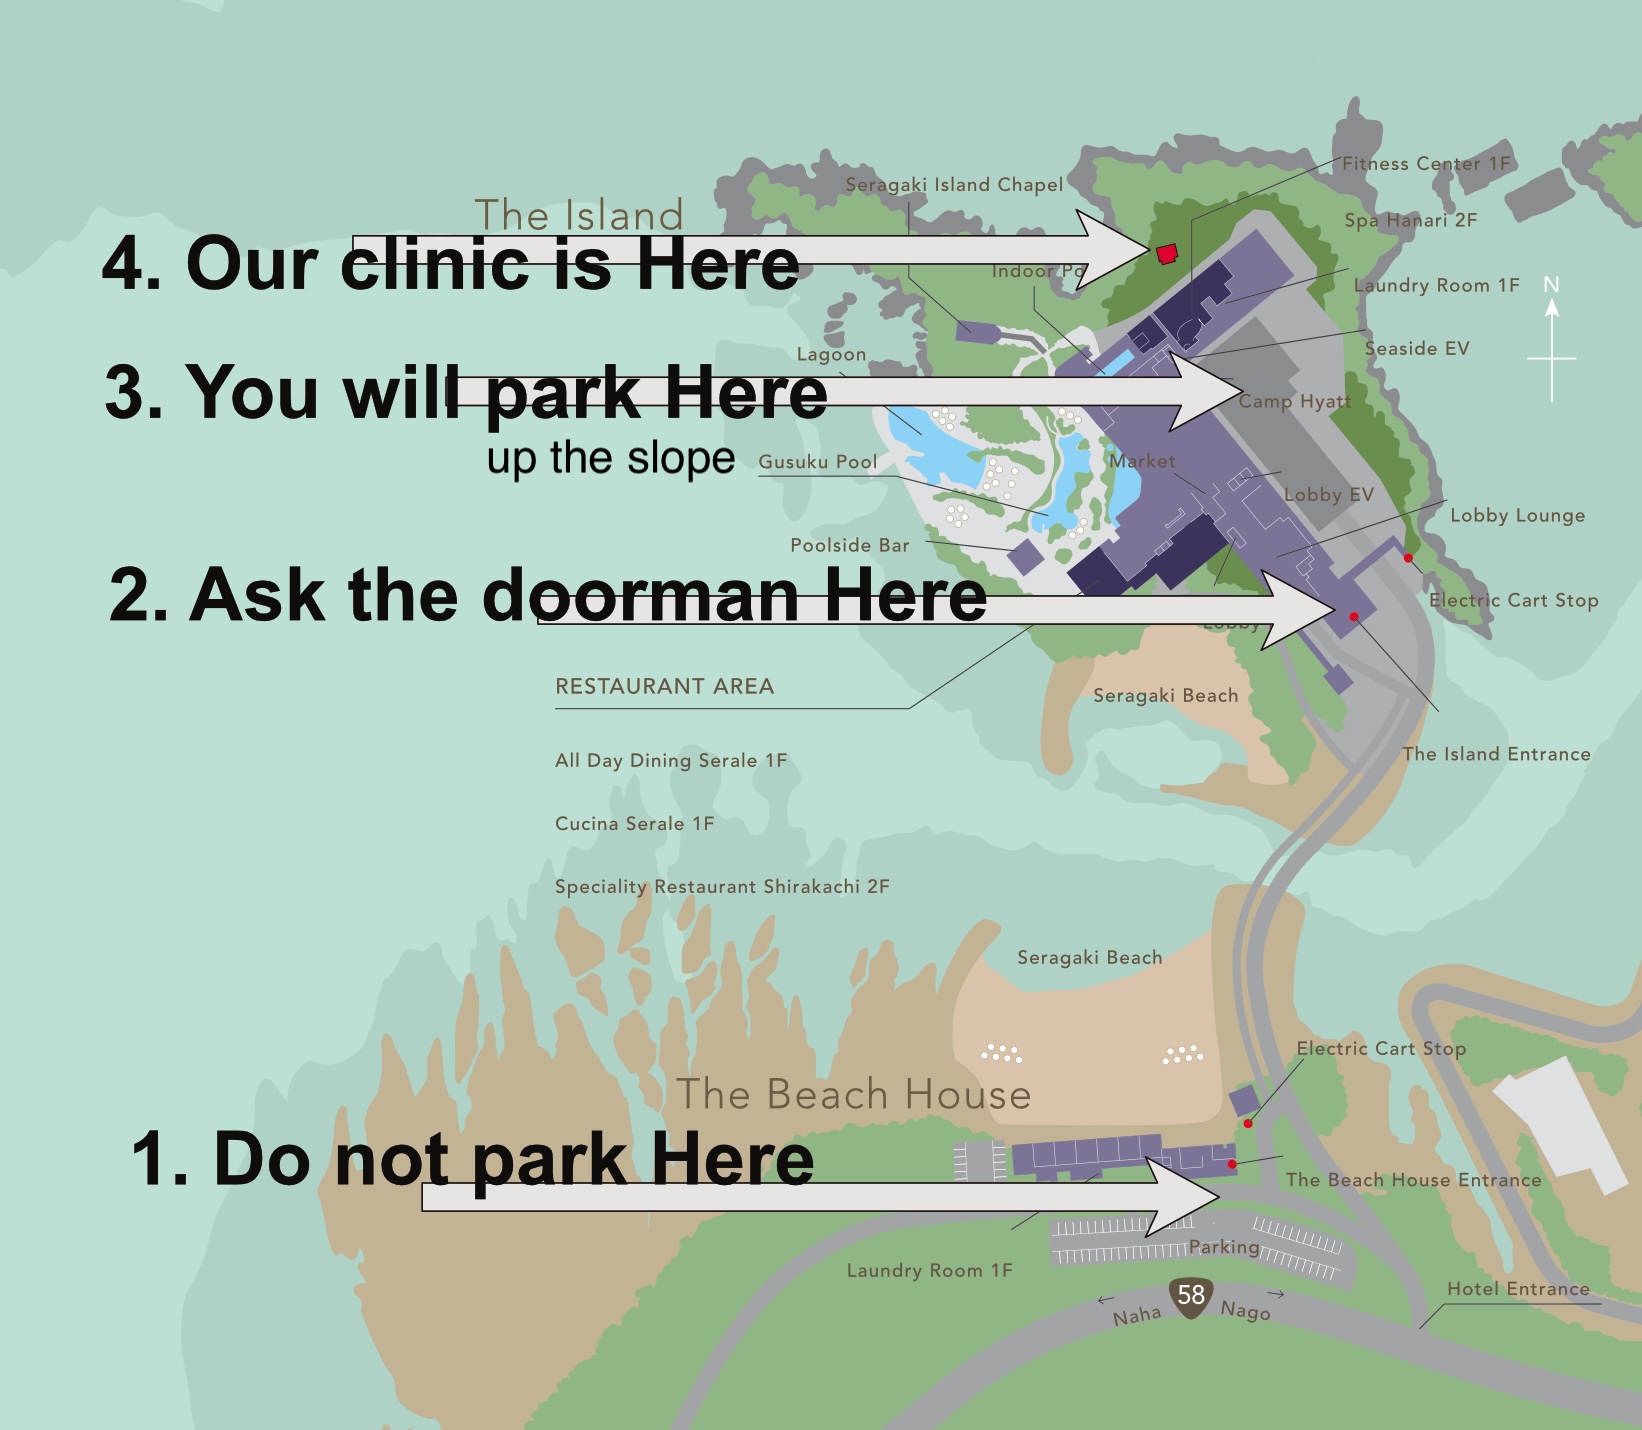 Fitness Center 1F
Seragaki Island Chapel
The Island
Spa Hanari 2F
4. Our clinic is Here
Indoor
Laundry Room 1F
N
Lagoon
Seaside EV
3. You will park Here
Camp Hyatt
up the slope
Gusuku Pool
Market
Lobby EV
Lobby Lounge
Poolside Bar
2. Ask the doorman Here
Electric Cart Stop
Lobby
RESTAURANT AREA
Seragaki Beach
The Island Entrance
All Day Dining Serale 1F
Cucina Serale 1F
Speciality Restaurant Shirakachi 2F
Seragaki Beach
Electric Cart Stop
The Beach House
1. Do not park Here
The Beach House Entrance
Parking
Laundry Room 1F
Hotel Entrance
58
Naha
Nago